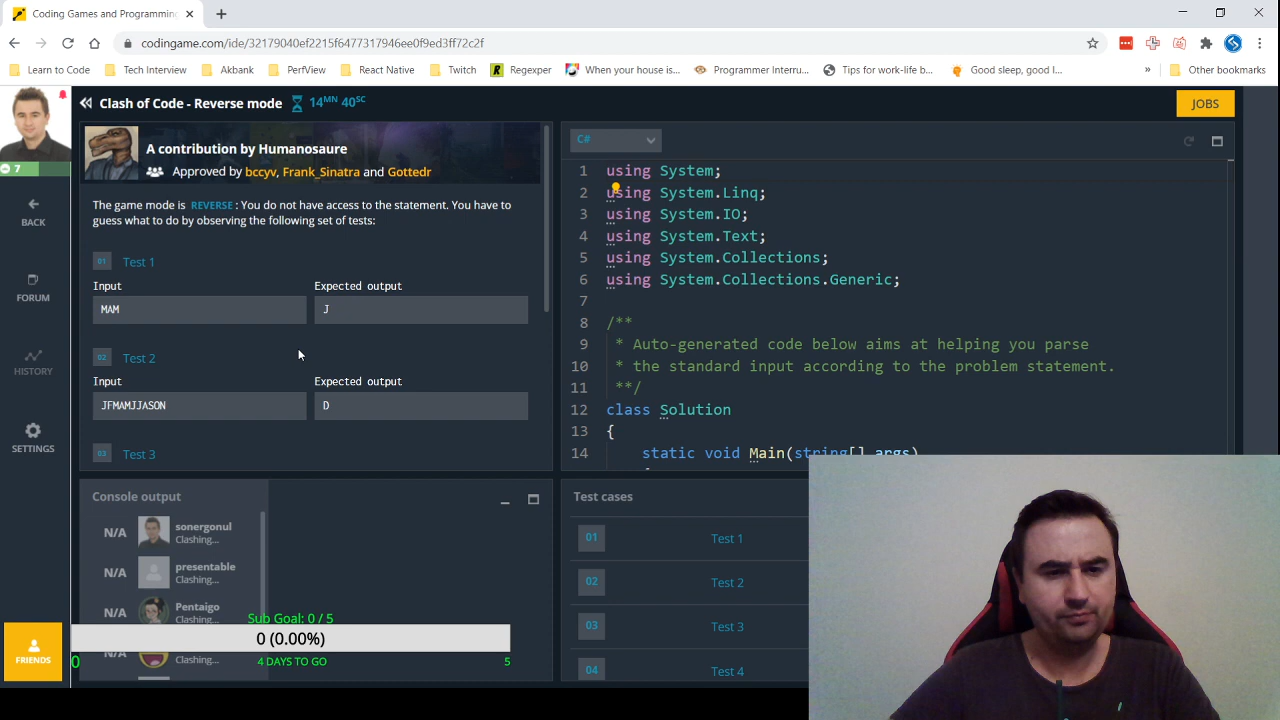 Coding Games and Programming
codingame.com/ide/32179040ef2215f6477317946ee0f9ed3ff72c2f
Learn to Code
Tech Interview
Akbank
PerfView
React Native
Twitch
Regexper
When your house is...
Programmer Interru...
Tips for work-life b...
Good sleep, good l...
»
Other bookmarks
7
BACK
FORUM
HISTORY
SETTINGS
FRIENDS
Clash of Code - Reverse mode
14MN 40SC
JOBS
A contribution by Humanosaure
Approved by bccyv, Frank_Sinatra and Gottedr
The game mode is REVERSE : You do not have access to the statement. You have to
guess what to do by observing the following set of tests:
01 Test 1
Input Expected output
MAM J
02 Test 2
Input Expected output
JFMAMJJASON D
03 Test 3
C#
1 using System;
2 using System.Linq;
3 using System.IO;
4 using System.Text;
5 using System.Collections;
6 using System.Collections.Generic;
7
8 /**
9 * Auto-generated code below aims at helping you parse
10 * the standard input according to the problem statement.
11 **/
12 class Solution
13 {
14 static void Main(string[] args)
Console output
N/A sonergonul
Clashing...
N/A presentable
Clashing...
N/A Pentaigo
Clashing...
N/A
Clashing...
Sub Goal: 0 / 5
0 (0.00%)
0 4 DAYS TO GO 5
Test cases
01 Test 1
02 Test 2
03 Test 3
04 Test 4